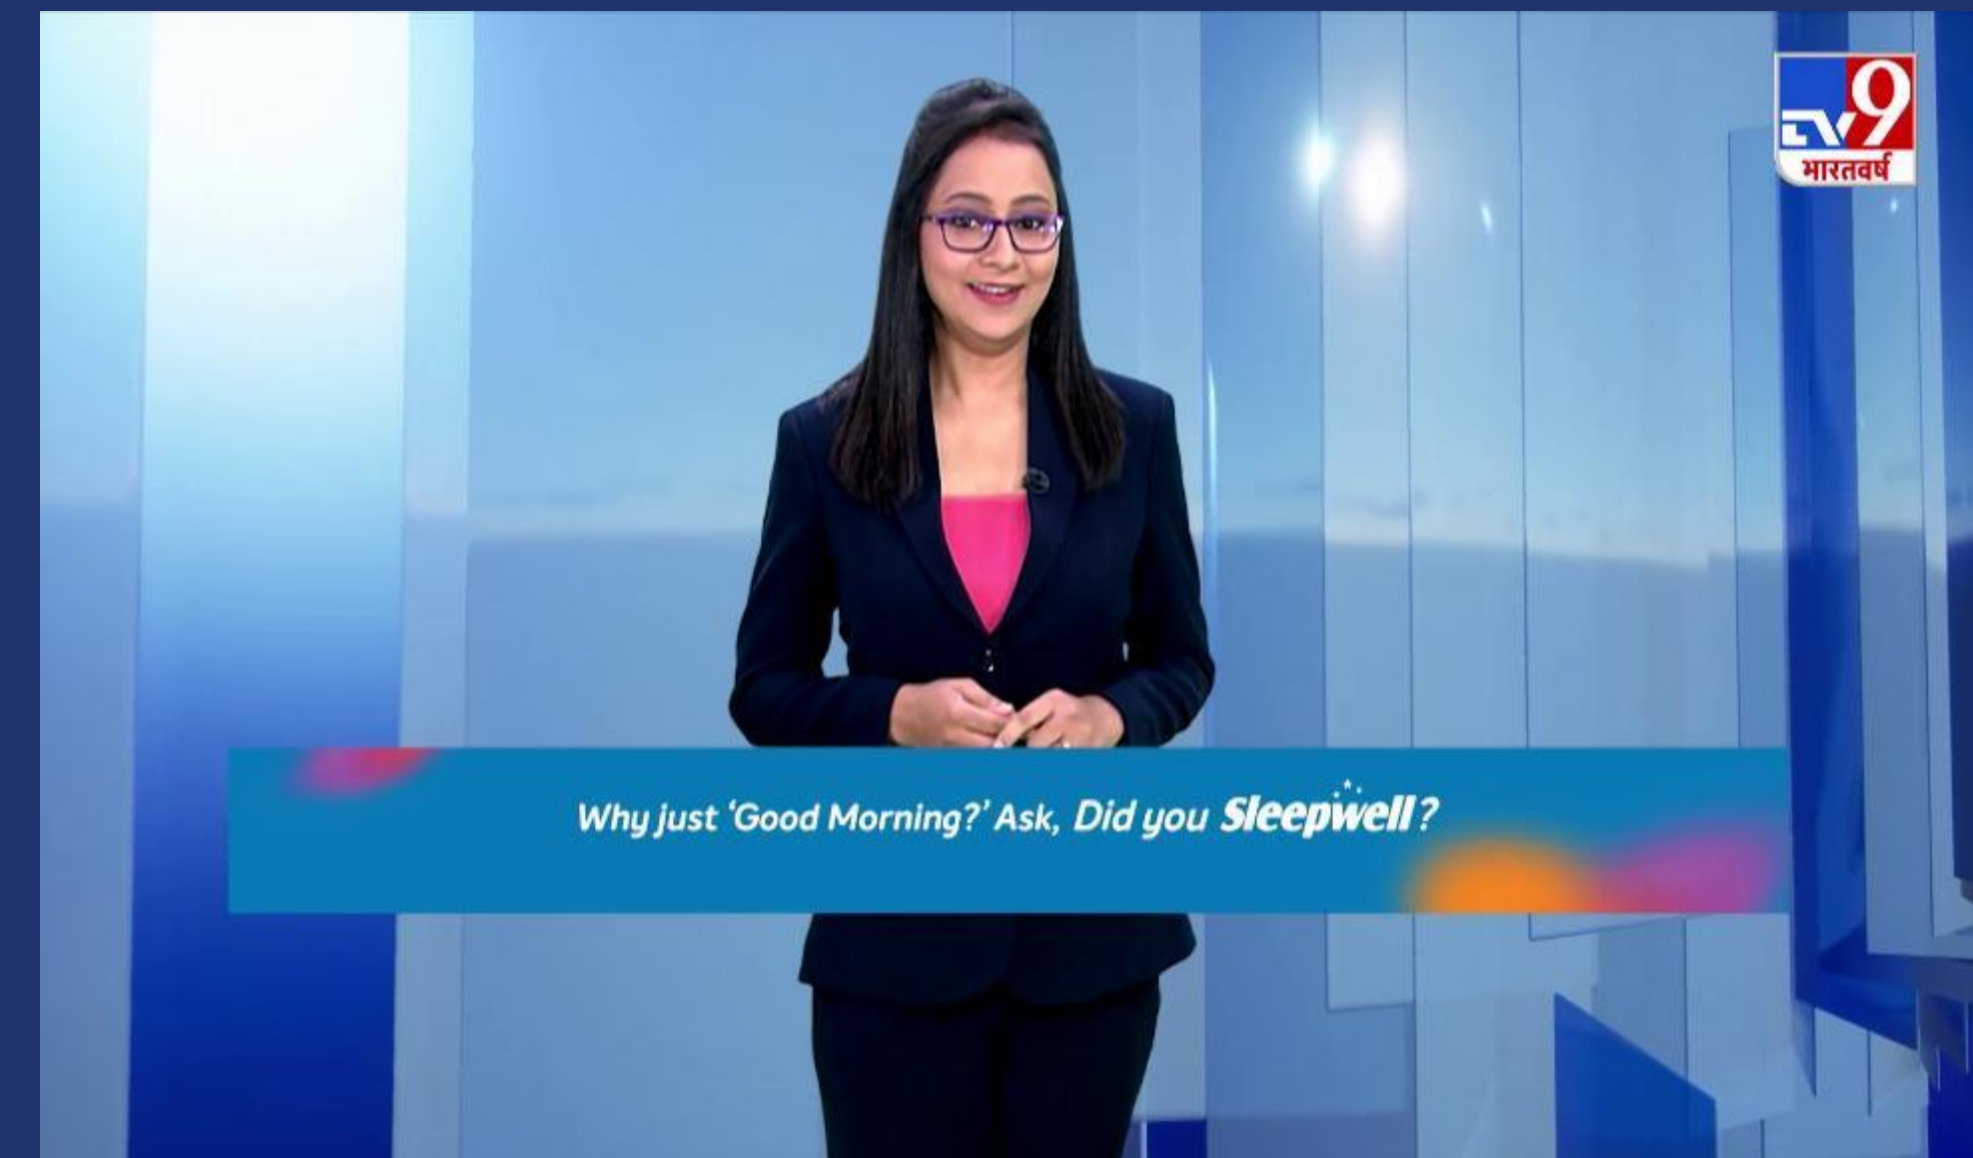 TV9
भारतवर्ष
Why just ‘Good Morning?’ Ask, Did you Sleepwell?